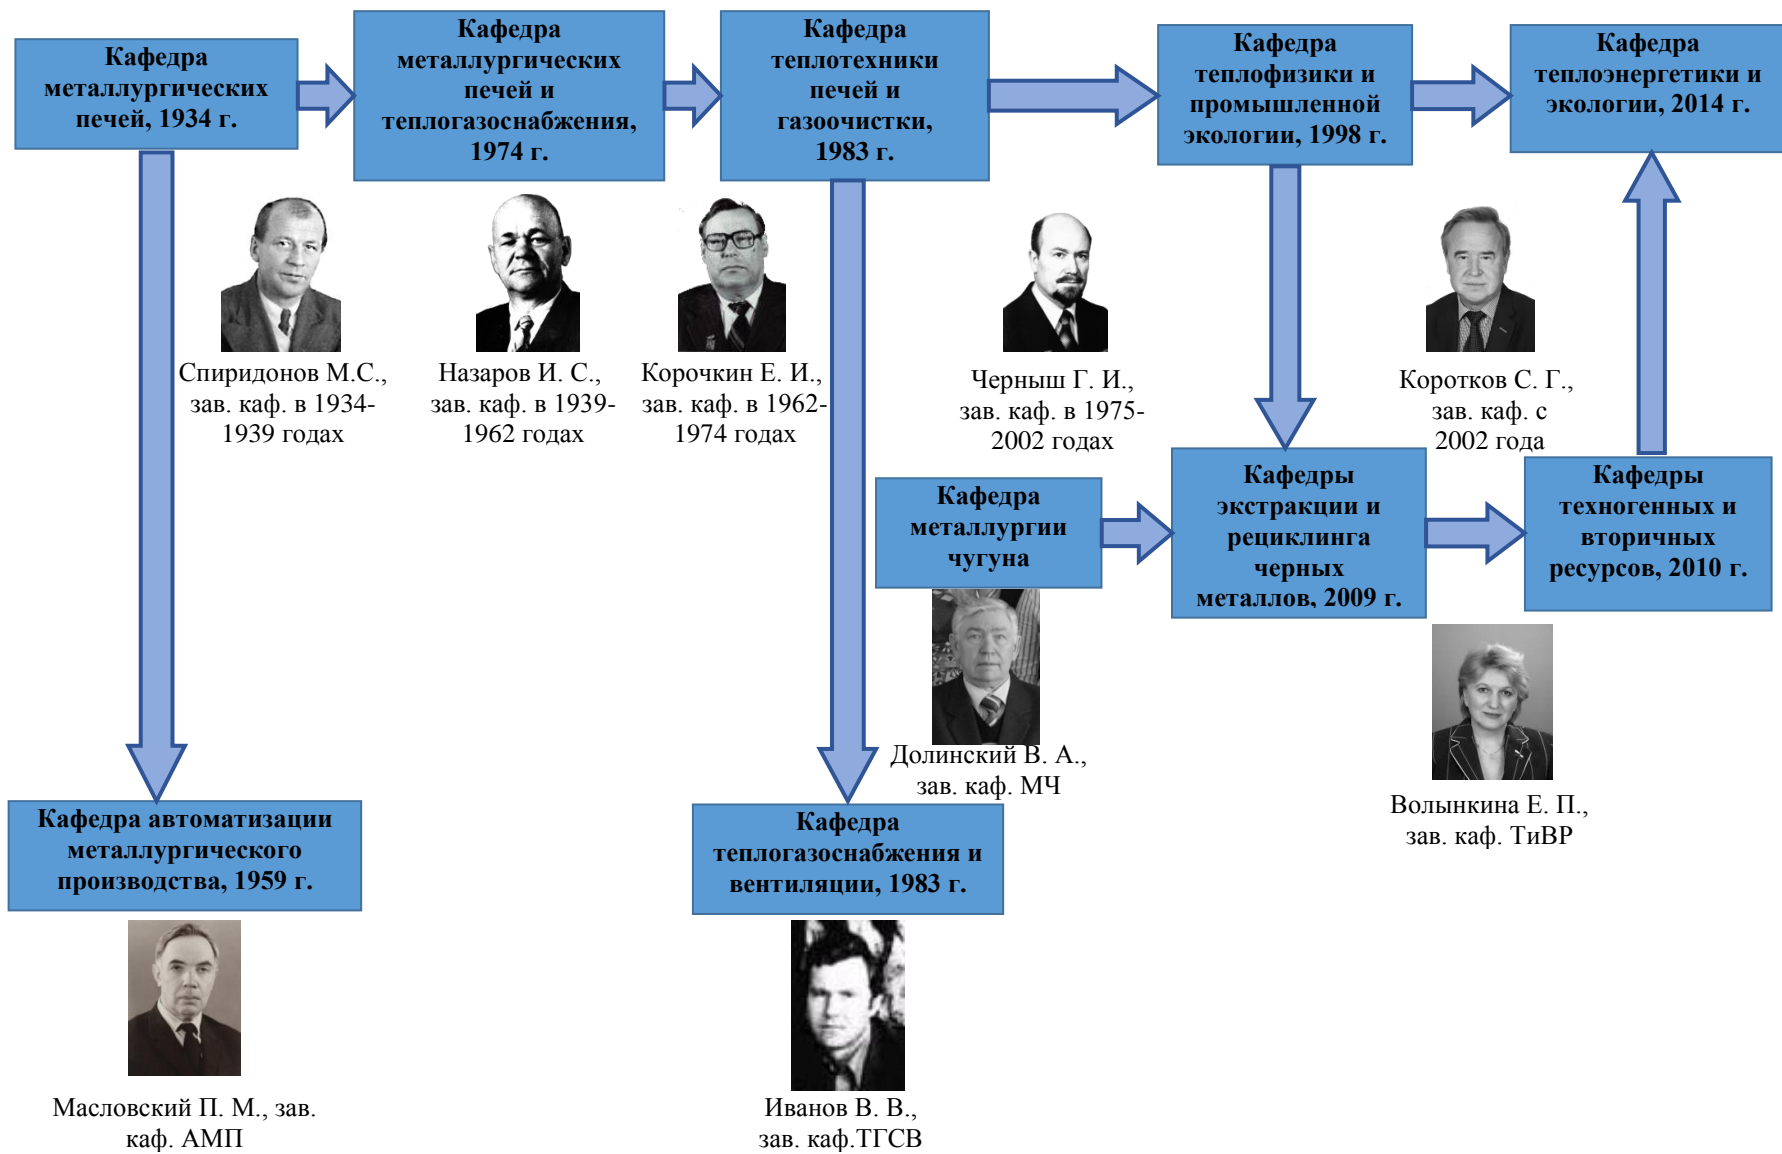 Кафедра
металлургических
печей, 1934 г.
Кафедра
металлургических
печей и
теплогазоснабжения,
1974 г.
Кафедра
теплотехники
печей и
газоочистки,
1983 г.
Кафедра
теплофизики и
промышленной
экологии, 1998 г.
Кафедра
теплоэнергетики и
экологии, 2014 г.
Спиридонов М.С.,
зав. каф. в 1934-
1939 годах
Назаров И. С.,
зав. каф. в 1939-
1962 годах
Корочкин Е. И.,
зав. каф. в 1962-
1974 годах
Черныш Г. И.,
зав. каф. в 1975-
2002 годах
Коротков С. Г.,
зав. каф. с
2002 года
Кафедра
металлургии
чугуна
Кафедры
экстракции и
рециклинга
черных
металлов, 2009 г.
Кафедры
техногенных и
вторичных
ресурсов, 2010 г.
Долинский В. А.,
зав. каф. МЧ
Волынкина Е. П.,
зав. каф. ТиВР
Кафедра автоматизации
металлургического
производства, 1959 г.
Кафедра
теплогазоснабжения и
вентиляции, 1983 г.
Масловский П. М., зав.
каф. АМП
Иванов В. В.,
зав. каф.ТГСВ